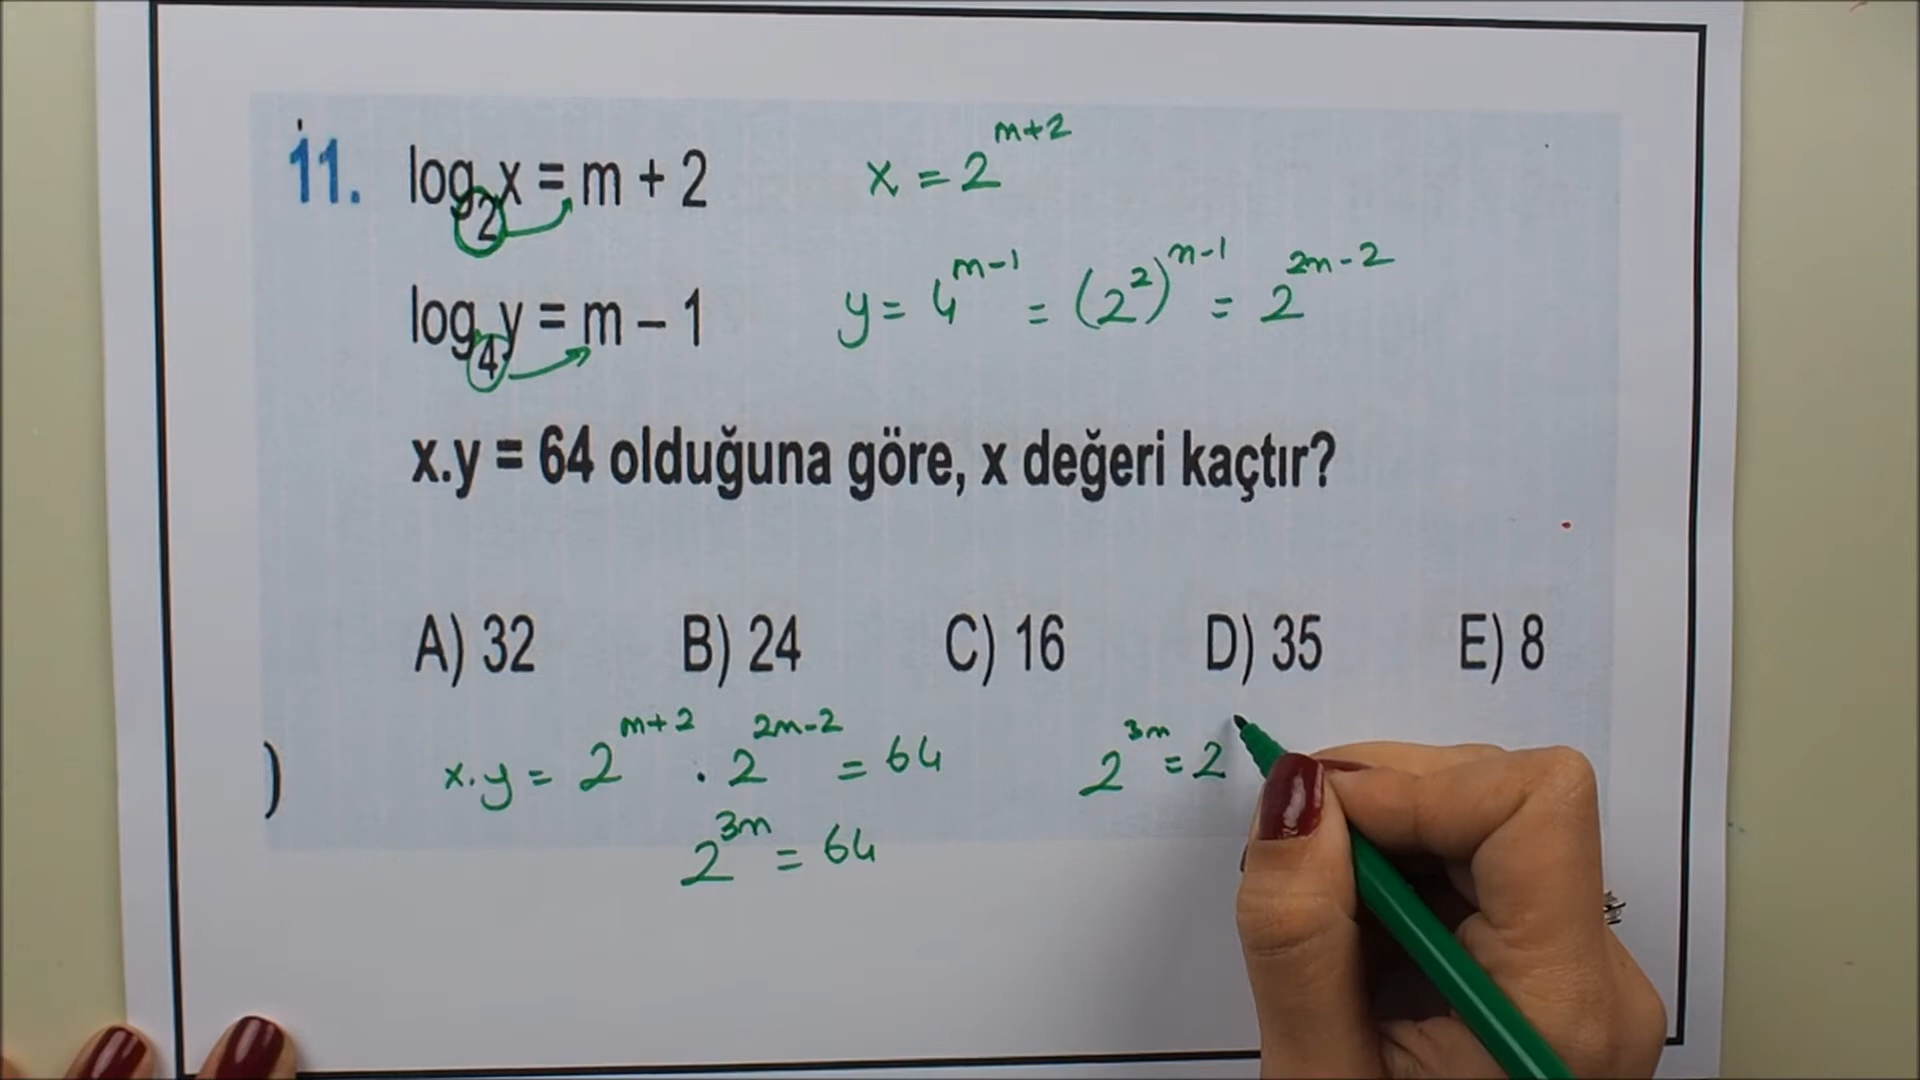 11. log₂x = m + 2 x = 2^(m+2)
log₄y = m – 1 y = 4^(m-1) = (2²)^(m-1) = 2^(2m-2)
x.y = 64 olduğuna göre, x değeri kaçtır?
A) 32 B) 24 C) 16 D) 35 E) 8
) x.y = 2^(m+2) . 2^(2m-2) = 64 2^(3m) = 2
2^(3m) = 64